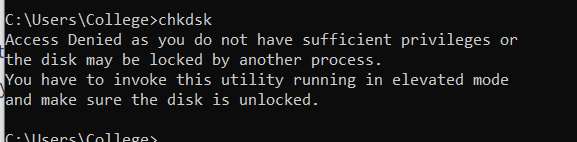 C:\Users\College>chkdsk
Access Denied as you do not have sufficient privileges or
the disk may be locked by another process.
You have to invoke this utility running in elevated mode
and make sure the disk is unlocked.
C:\Users\College>